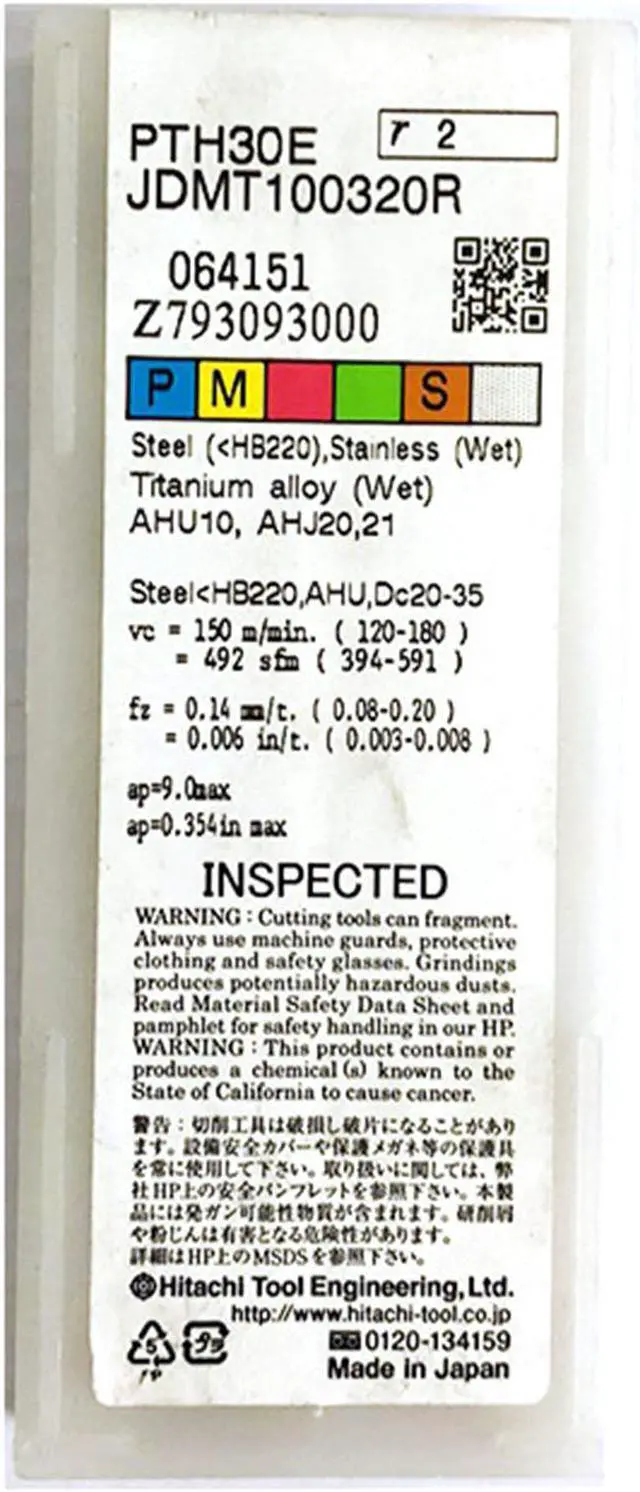 PTH30E
r 2
JDMT100320R
064151
Z793093000
P M S
Steel (<HB220),Stainless (Wet)
Titanium alloy (Wet)
AHU10, AHJ20,21
Steel<HB220,AHU,Dc20-35
vc = 150 m/min. ( 120-180 )
= 492 sfm ( 394-591 )
fz = 0.14 mm/t. ( 0.08-0.20 )
= 0.006 in/t. ( 0.003-0.008 )
ap=9.0max
ap=0.354in max
INSPECTED
WARNING : Cutting tools can fragment.
Always use machine guards, protective
clothing and safety glasses. Grindings
produces potentially hazardous dusts.
Read Material Safety Data Sheet and
pamphlet for safety handling in our HP.
WARNING : This product contains or
produces a chemical (s) known to the
State of California to cause cancer.
警告：切削工具は破損し破片になることがあり
ます。設備安全カバーや保護メガネ等の保護具
を常に使用して下さい。取り扱いに関しては、弊
社HP上の安全パンフレットを参照下さい。本製
品には発ガン可能性物質が含まれます。研削屑
や粉じんは有害となる危険性があります。
詳細はHP上のMSDSを参照下さい。
Hitachi Tool Engineering,Ltd.
http://www.hitachi-tool.co.jp
0120-134159
5 プラ
PP
Made in Japan